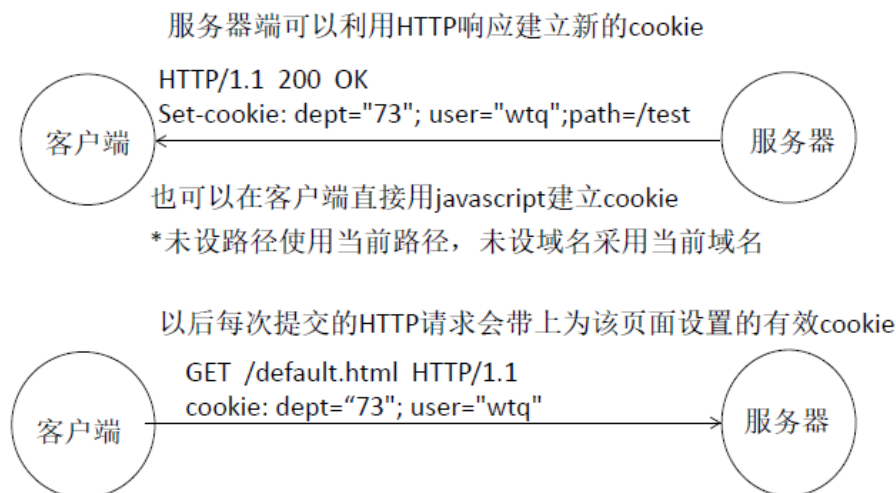 服务器端可以利用HTTP响应建立新的cookie
HTTP/1.1 200 OK
Set-cookie: dept="73"; user="wtq";path=/test
客户端
服务器
也可以在客户端直接用javascript建立cookie
*未设路径使用当前路径，未设域名采用当前域名
以后每次提交的HTTP请求会带上为该页面设置的有效cookie
GET /default.html HTTP/1.1
cookie: dept=“73"; user="wtq"
客户端
服务器